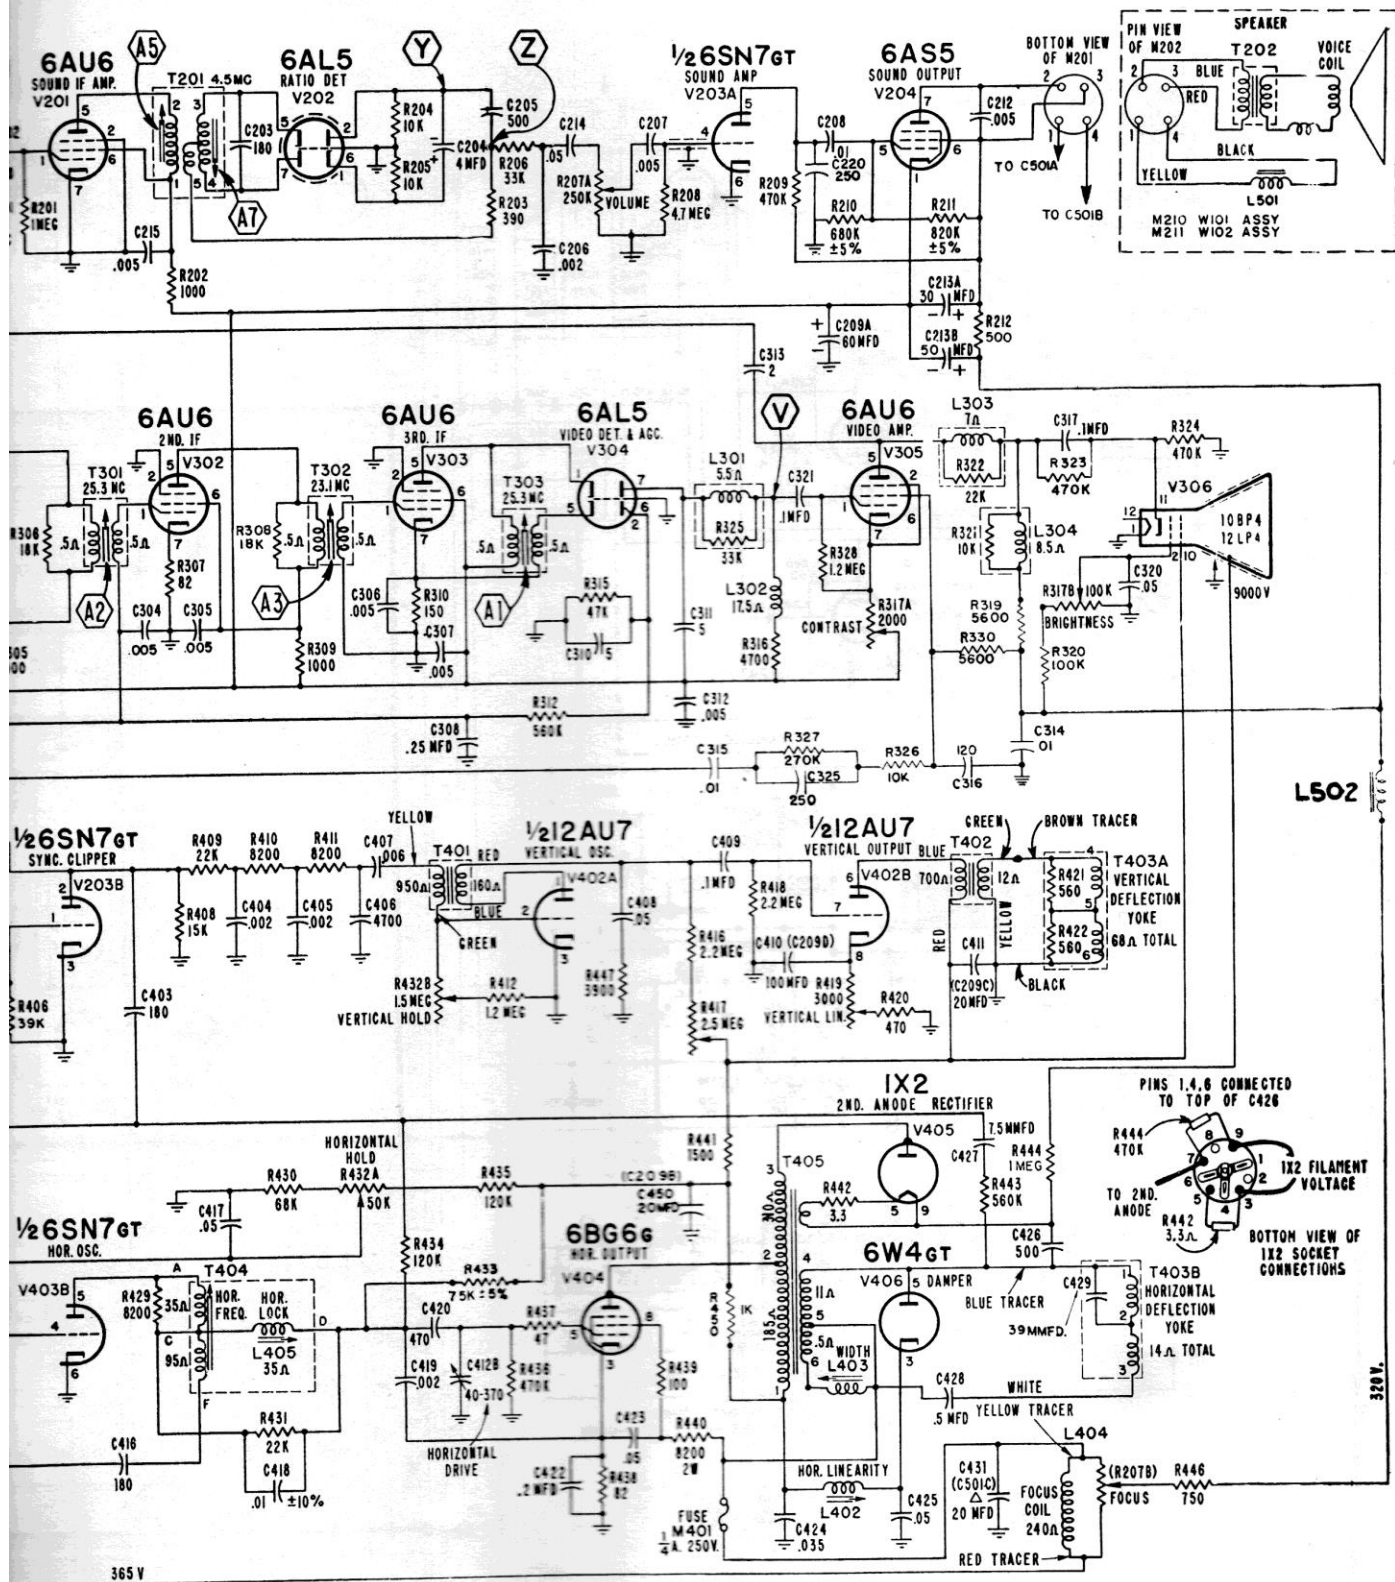 6AU6
SOUND IF AMP.
V201
A5
T201 4.5MC
6AL5
RATIO DET
V202
Y
Z
½6SN7GT
SOUND AMP
V203A
6AS5
SOUND OUTPUT
V204
BOTTOM VIEW
OF M201
PIN VIEW
OF M202
SPEAKER
T202
VOICE
COIL
BLUE
RED
BLACK
YELLOW
L501
M210 W101 ASSY
M211 W102 ASSY
TO C501A
TO C501B
R201
1MEG
C215
.005
R202
1000
A7
C203
180
R204
10K
R205
10K
C204
4MFD
C205
500
R206
33K
R203
390
C214
.05
C206
.002
R207A
250K
VOLUME
C207
.005
R208
4.7 MEG
R209
470K
C208
.01
C220
250
R210
680K
±5%
R211
820K
±5%
C212
.005
C213A
30 MFD
C213B
50 MFD
R212
500
C209A
60MFD
C313
2
6AU6
2ND. IF
V302
T301
25.3 MC
R306
18K
.5Ω
.5Ω
A2
R307
82
C304
.005
C305
.005
T302
23.1MC
R308
18K
.5Ω
A3
R309
1000
6AU6
3RD. IF
V303
C306
.005
R310
150
C307
.005
T303
25.3MC
.5Ω
.5Ω
A1
6AL5
VIDEO DET. & AGC.
V304
R315
47K
C310
5
C311
5
C312
.005
R312
560K
C308
.25 MFD
L301
5.5Ω
R325
33K
V
L302
17.5Ω
R316
4700
C321
.1MFD
6AU6
VIDEO AMP.
V305
R328
1.2 MEG
R317A
2000
CONTRAST
L303
7Ω
R322
22K
R321
10K
L304
8.5Ω
R319
5600
R330
5600
C317
.1MFD
R323
470K
R324
470K
V306
10BP4
12LP4
9000V
C320
.05
R317B
100K
BRIGHTNESS
R320
100K
C314
01
C315
.01
R327
270K
C325
250
R326
10K
120
C316
L502
½6SN7GT
SYNC. CLIPPER
V203B
R406
39K
C403
180
R409
22K
R410
8200
R411
8200
R408
15K
C404
.002
C405
.002
C406
4700
C407
.006
YELLOW
T401
950Ω
160Ω
RED
BLUE
GREEN
½12AU7
VERTICAL OSC.
V402A
R432B
1.5MEG
VERTICAL HOLD
R412
1.2 MEG
C408
.05
R447
3900
R416
2.2MEG
R417
2.5 MEG
C409
.1MFD
R418
2.2 MEG
C410 (C209D)
100MFD
½12AU7
VERTICAL OUTPUT
V402B
R419
3000
VERTICAL LIN.
R420
470
BLUE
T402
700Ω
12Ω
GREEN
BROWN TRACER
RED
YELLOW
C411
(C209C)
20MFD
BLACK
R421
560
R422
560
T403A
VERTICAL
DEFLECTION
YOKE
68Ω TOTAL
1X2
2ND. ANODE RECTIFIER
V405
7.5MMFD
C427
R443
560K
R444
1 MEG
C426
500
PINS 1,4,6 CONNECTED
TO TOP OF C426
R444
470K
TO 2ND.
ANODE
R442
3.3Ω
1X2 FILAMENT
VOLTAGE
BOTTOM VIEW OF
1X2 SOCKET
CONNECTIONS
HORIZONTAL
HOLD
R432A
50K
R430
68K
C417
.05
R435
120K
R434
120K
R433
75K ±5%
(C209B)
C450
20MFD
R441
1500
R450
1K
½6SN7GT
HOR. OSC.
V403B
R429
8200
T404
HOR.
FREQ.
HOR.
LOCK
35Ω
95Ω
L405
35Ω
A
C
D
F
R431
22K
C418
.01 ±10%
C416
180
C420
470
C419
.002
C412B
40-370
HORIZONTAL
DRIVE
R436
470K
R437
47
6BG6G
HOR. OUTPUT
V404
R439
100
C423
.05
R440
8200
2W
C422
.2 MFD
R438
82
FUSE
M401
¼A. 250V.
T405
310Ω
185Ω
R442
3.3
11Ω
.5Ω
WIDTH
L403
6W4GT
V406
DAMPER
BLUE TRACER
C428
.5 MFD
HOR. LINEARITY
L402
C424
.035
C425
.05
C429
39MMFD.
T403B
HORIZONTAL
DEFLECTION
YOKE
14Ω TOTAL
WHITE
YELLOW TRACER
L404
C431
(C501C)
20 MFD
FOCUS
COIL
240Ω
RED TRACER
(R207B)
FOCUS
R446
750
320V.
365V